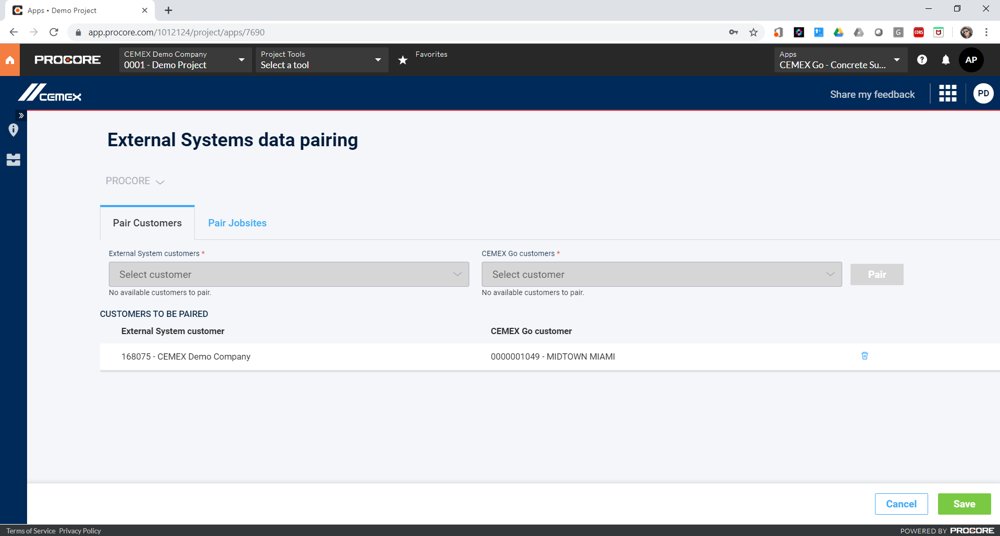 Apps • Demo Project
app.procore.com/1012124/project/apps/7690
G
CORS
PROCORE
CEMEX Demo Company
0001 - Demo Project
Project Tools
Select a tool
Favorites
Apps
CEMEX Go - Concrete Su...
?
AP
CEMEX
Share my feedback
PD
External Systems data pairing
PROCORE
Pair Customers
Pair Jobsites
External System customers *
CEMEX Go customers *
Select customer
Select customer
Pair
No available customers to pair.
No available customers to pair.
CUSTOMERS TO BE PAIRED
External System customer
CEMEX Go customer
168075 - CEMEX Demo Company
0000001049 - MIDTOWN MIAMI
Cancel
Save
Terms of Service Privacy Policy
POWERED BY PROCORE